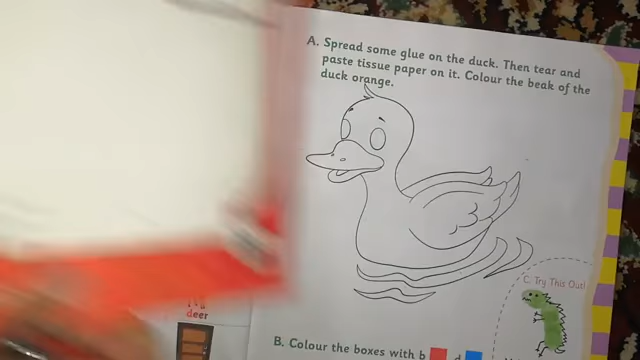 A. Spread some glue on the duck. Then tear and
paste tissue paper on it. Colour the beak of the
duck orange.
C. Try This Out!
deer
B. Colour the boxes with b